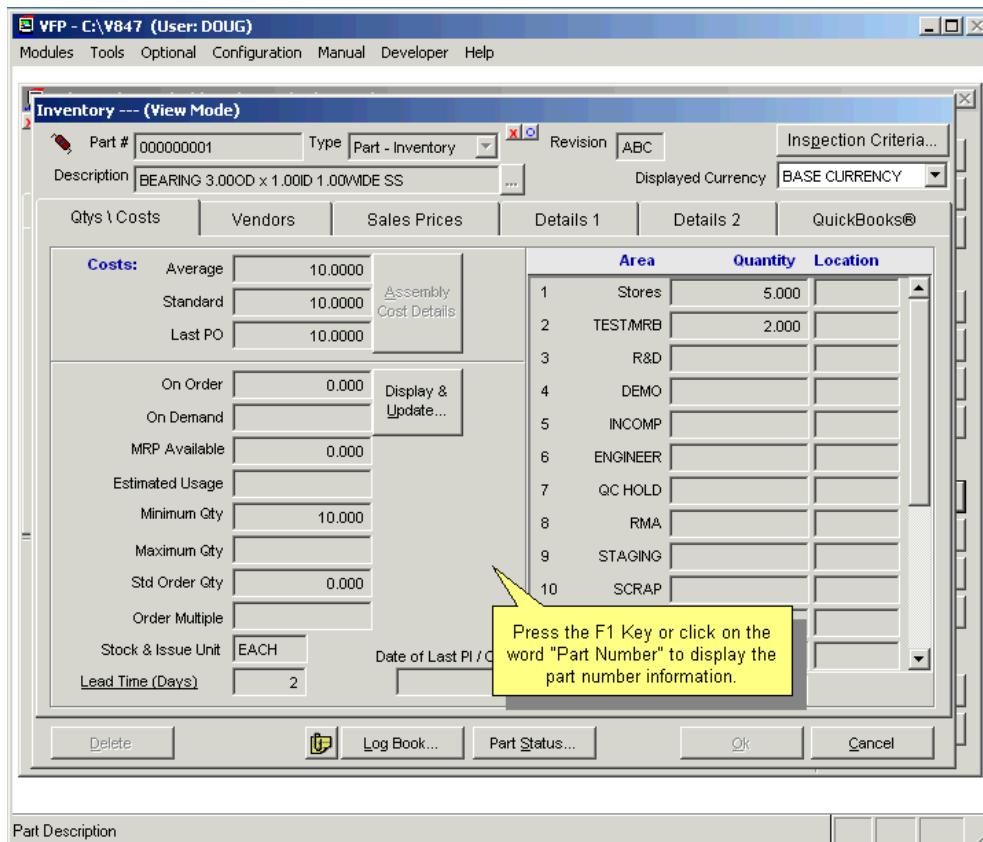 VFP - C:\V847 (User: DOUG)
Modules Tools Optional Configuration Manual Developer Help
Inventory --- (View Mode)
Part # 000000001 Type Part - Inventory X O Revision ABC Inspection Criteria...
Description BEARING 3.00OD x 1.00ID 1.00WIDE SS ... Displayed Currency BASE CURRENCY
Qtys \ Costs Vendors Sales Prices Details 1 Details 2 QuickBooks®
Costs: Average 10.0000
Standard 10.0000
Last PO 10.0000
Assembly
Cost Details
On Order 0.000
On Demand
MRP Available 0.000
Estimated Usage
Minimum Qty 10.000
Maximum Qty
Std Order Qty 0.000
Order Multiple
Stock & Issue Unit EACH
Lead Time (Days) 2
Display &
Update...
Date of Last PI / C
Area Quantity Location
1 Stores 5.000
2 TEST/MRB 2.000
3 R&D
4 DEMO
5 INCOMP
6 ENGINEER
7 QC HOLD
8 RMA
9 STAGING
10 SCRAP
Press the F1 Key or click on the
word "Part Number" to display the
part number information.
Delete Log Book... Part Status... Ok Cancel
Part Description